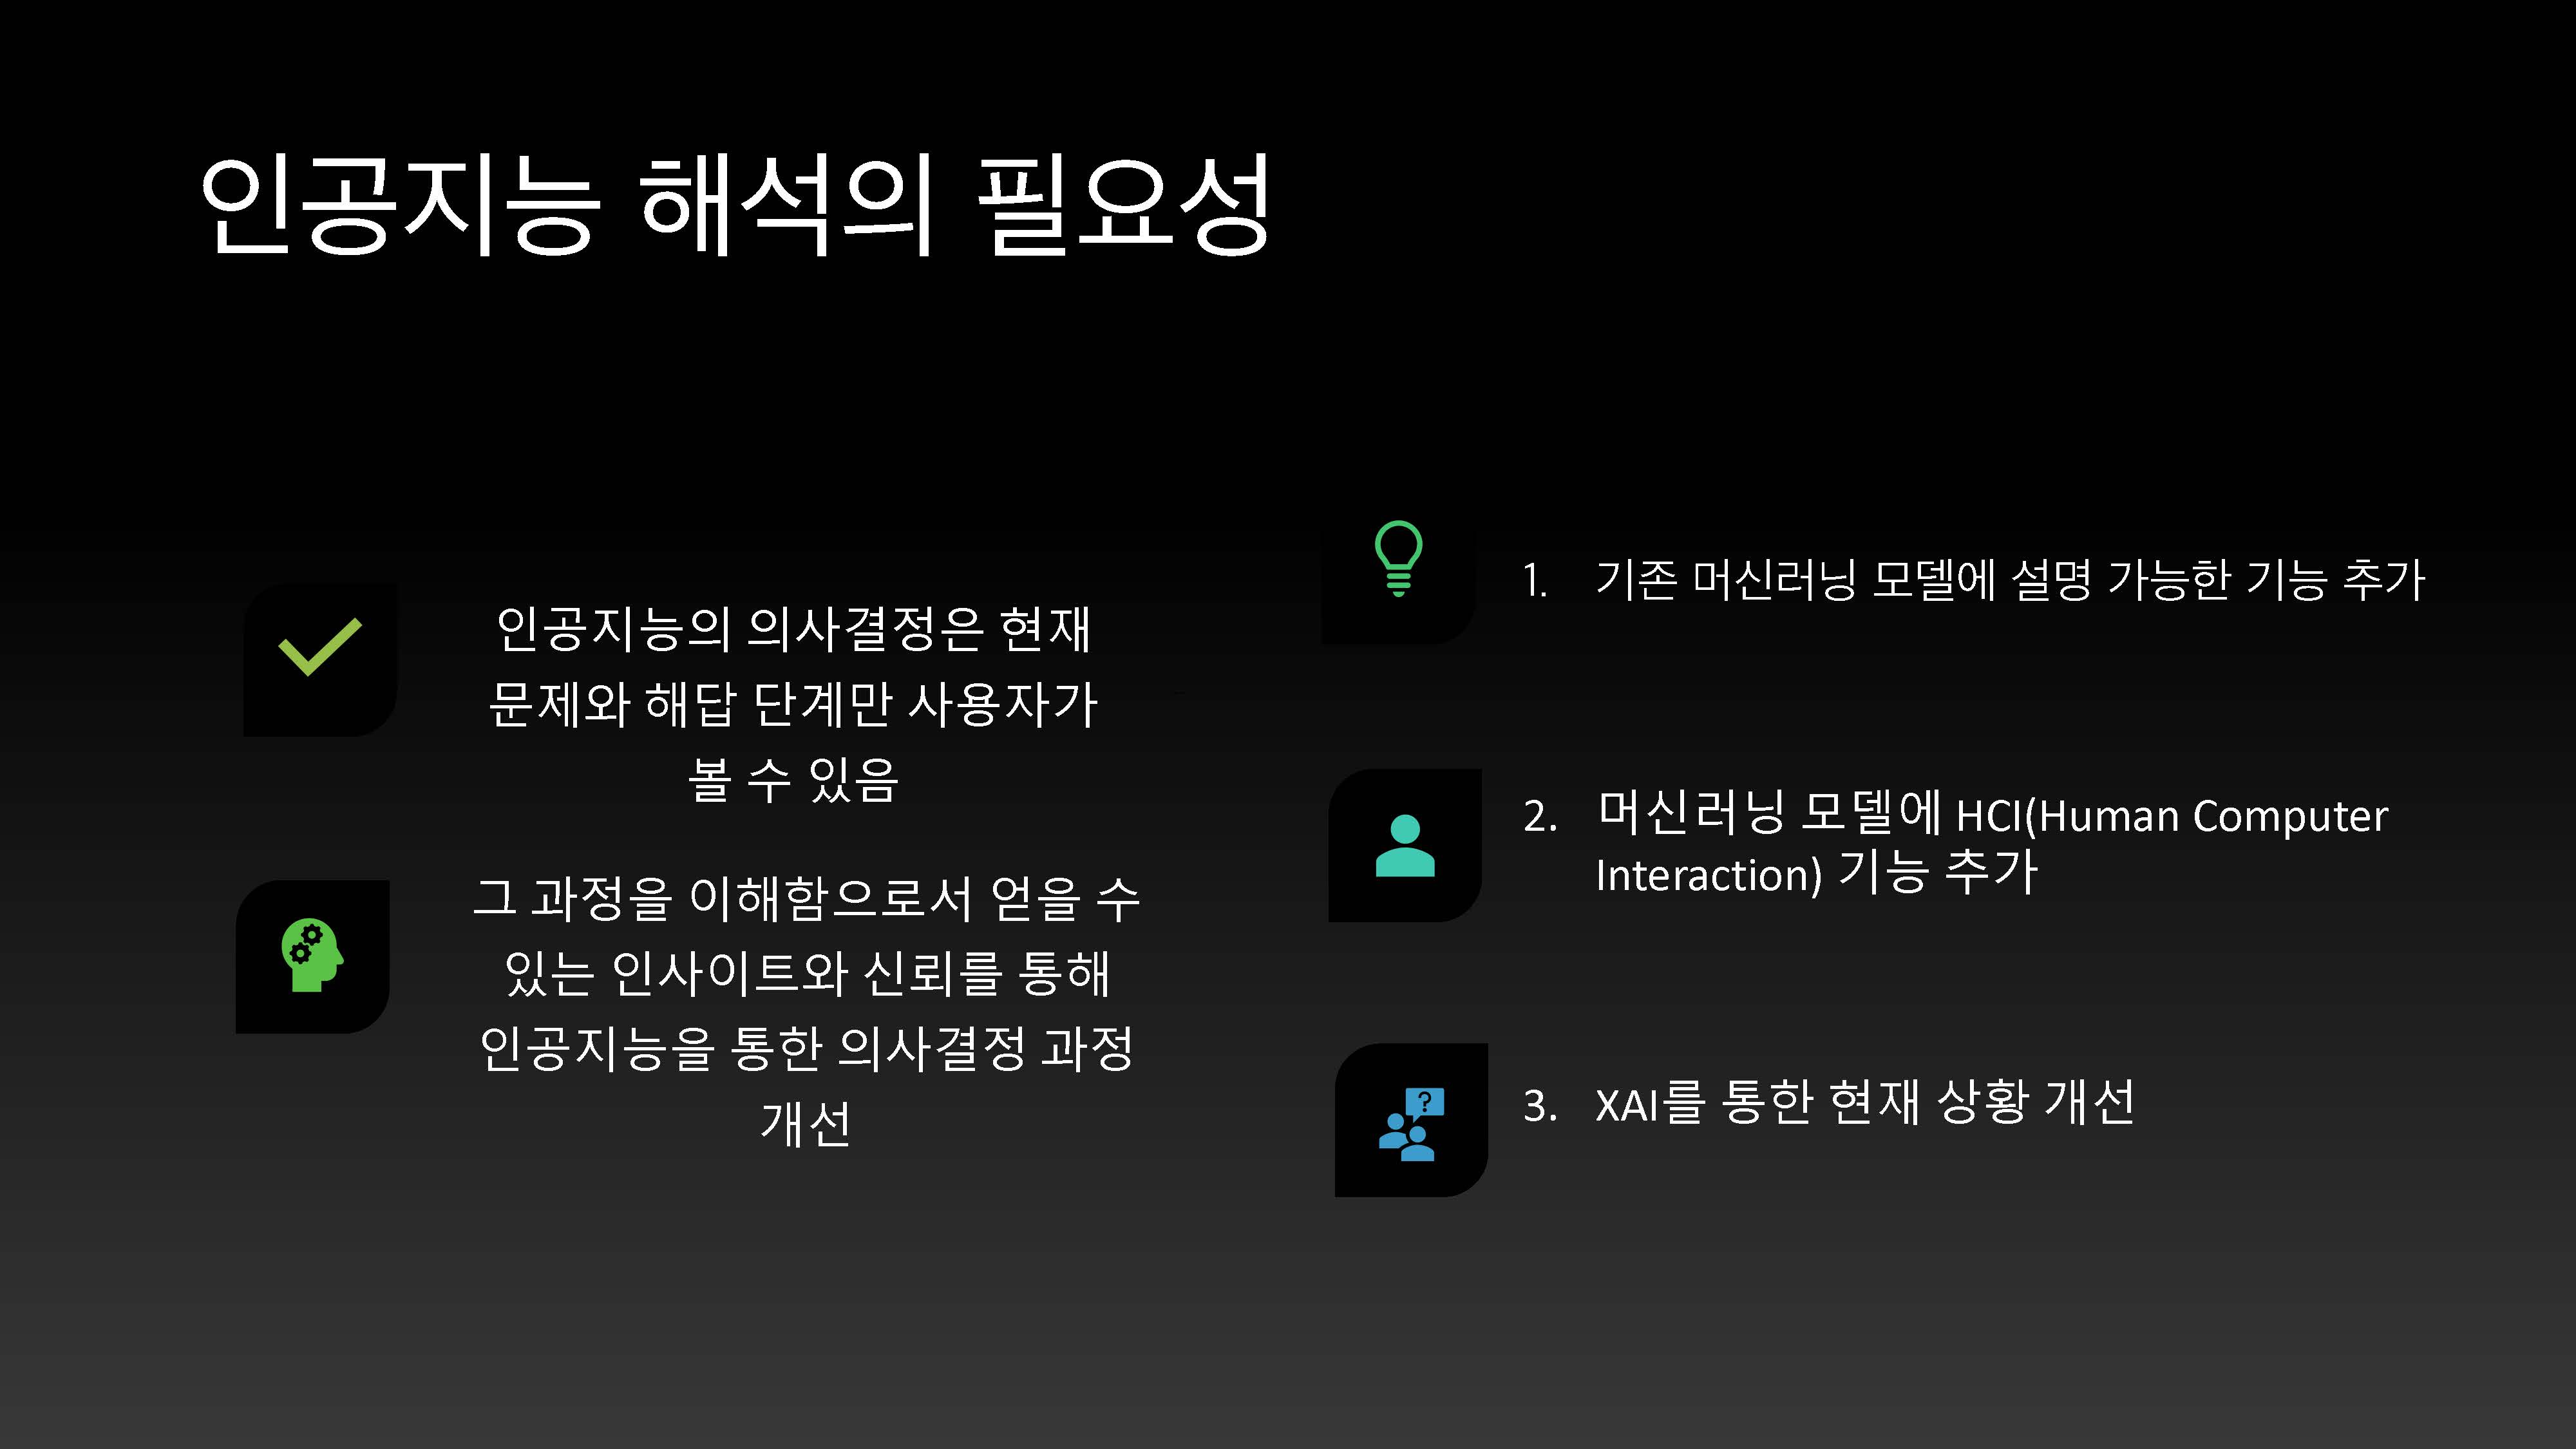 인공지능 해석의 필요성
인공지능의 의사결정은 현재
문제와 해답 단계만 사용자가
볼 수 있음
그 과정을 이해함으로서 얻을 수
있는 인사이트와 신뢰를 통해
인공지능을 통한 의사결정 과정
개선
1. 기존 머신러닝 모델에 설명 가능한 기능 추가
2. 머신러닝 모델에 HCI(Human Computer
Interaction) 기능 추가
?
3. XAI를 통한 현재 상황 개선